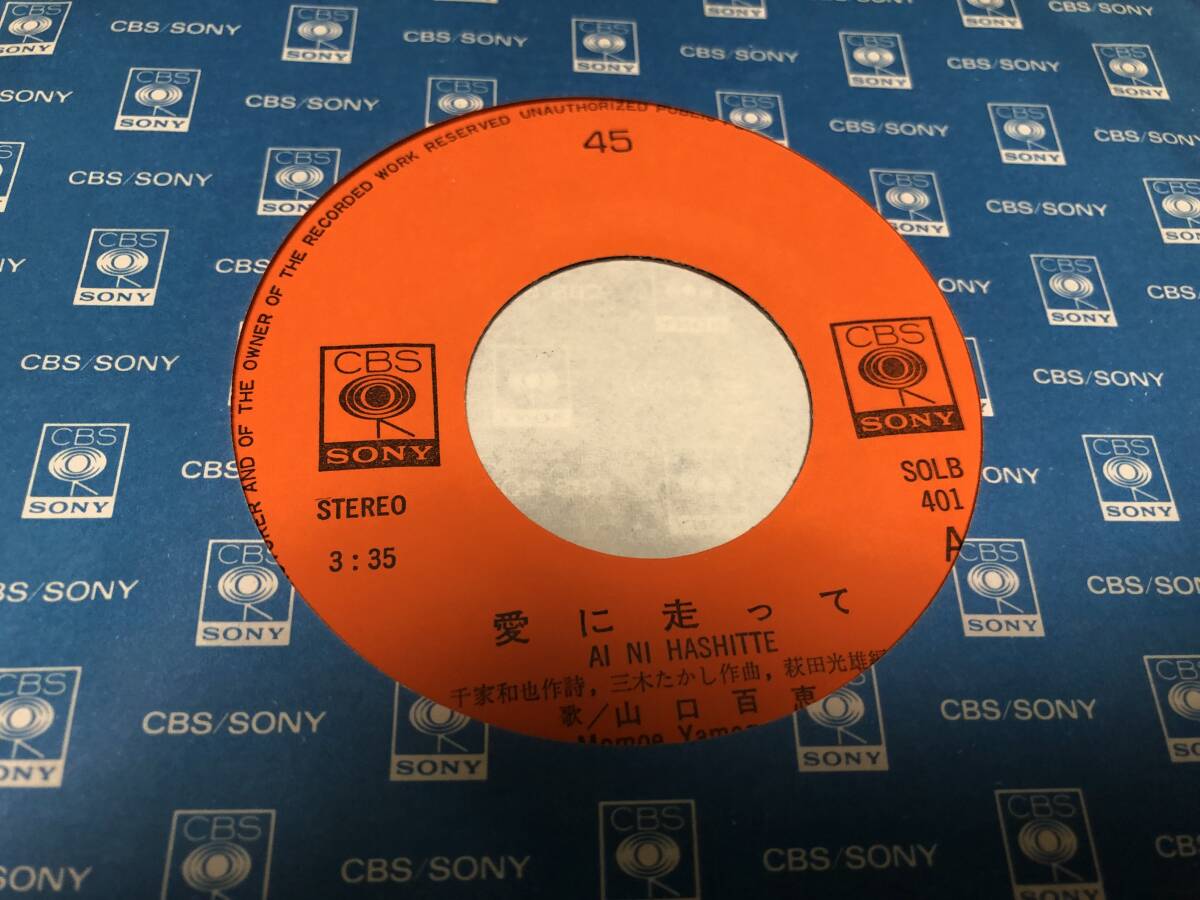 45
UCER AND OF THE OWNER OF THE RECORDED WORK RESERVED UNAUTHORIZED
CBS
SONY
CBS
SONY
STEREO
3:35
SOLB
401
愛に走って
AI NI HASHITTE
千家和也作詩，三木たかし作曲，萩田光雄
歌／山口百恵
Momoe
CBS/SONY
CBS
SONY